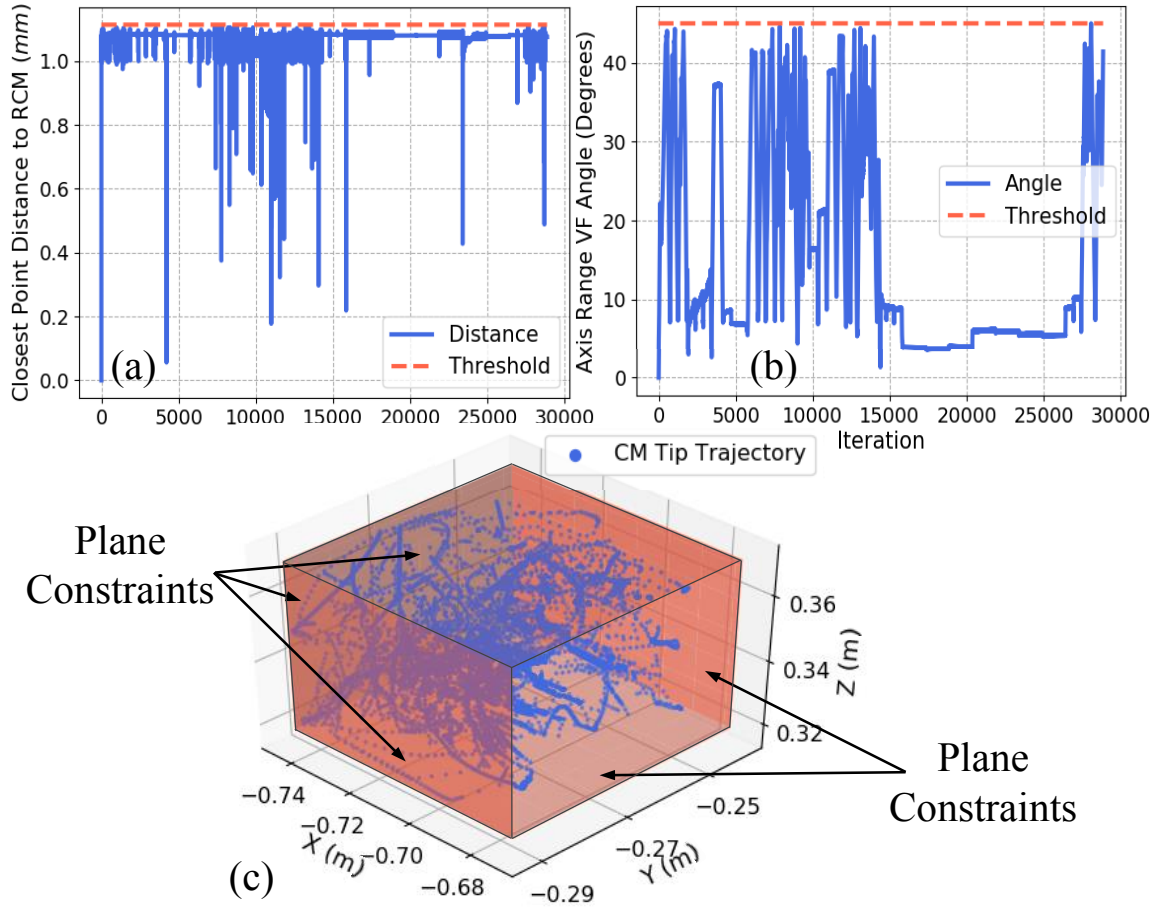 Closest Point Distance to RCM (mm)
1.0
0.8
0.6
0.4
0.2
0.0
0
5000
10000
15000
20000
25000
30000
Distance
Threshold
(a)
Axis Range VF Angle (Degrees)
40
30
20
10
0
0
5000
10000
15000
20000
25000
30000
Iteration
Angle
Threshold
(b)
CM Tip Trajectory
Plane
Constraints
Plane
Constraints
0.36
0.34
0.32
Z (m)
−0.74
−0.72
−0.70
−0.68
X (m)
−0.29
−0.27
−0.25
Y (m)
(c)